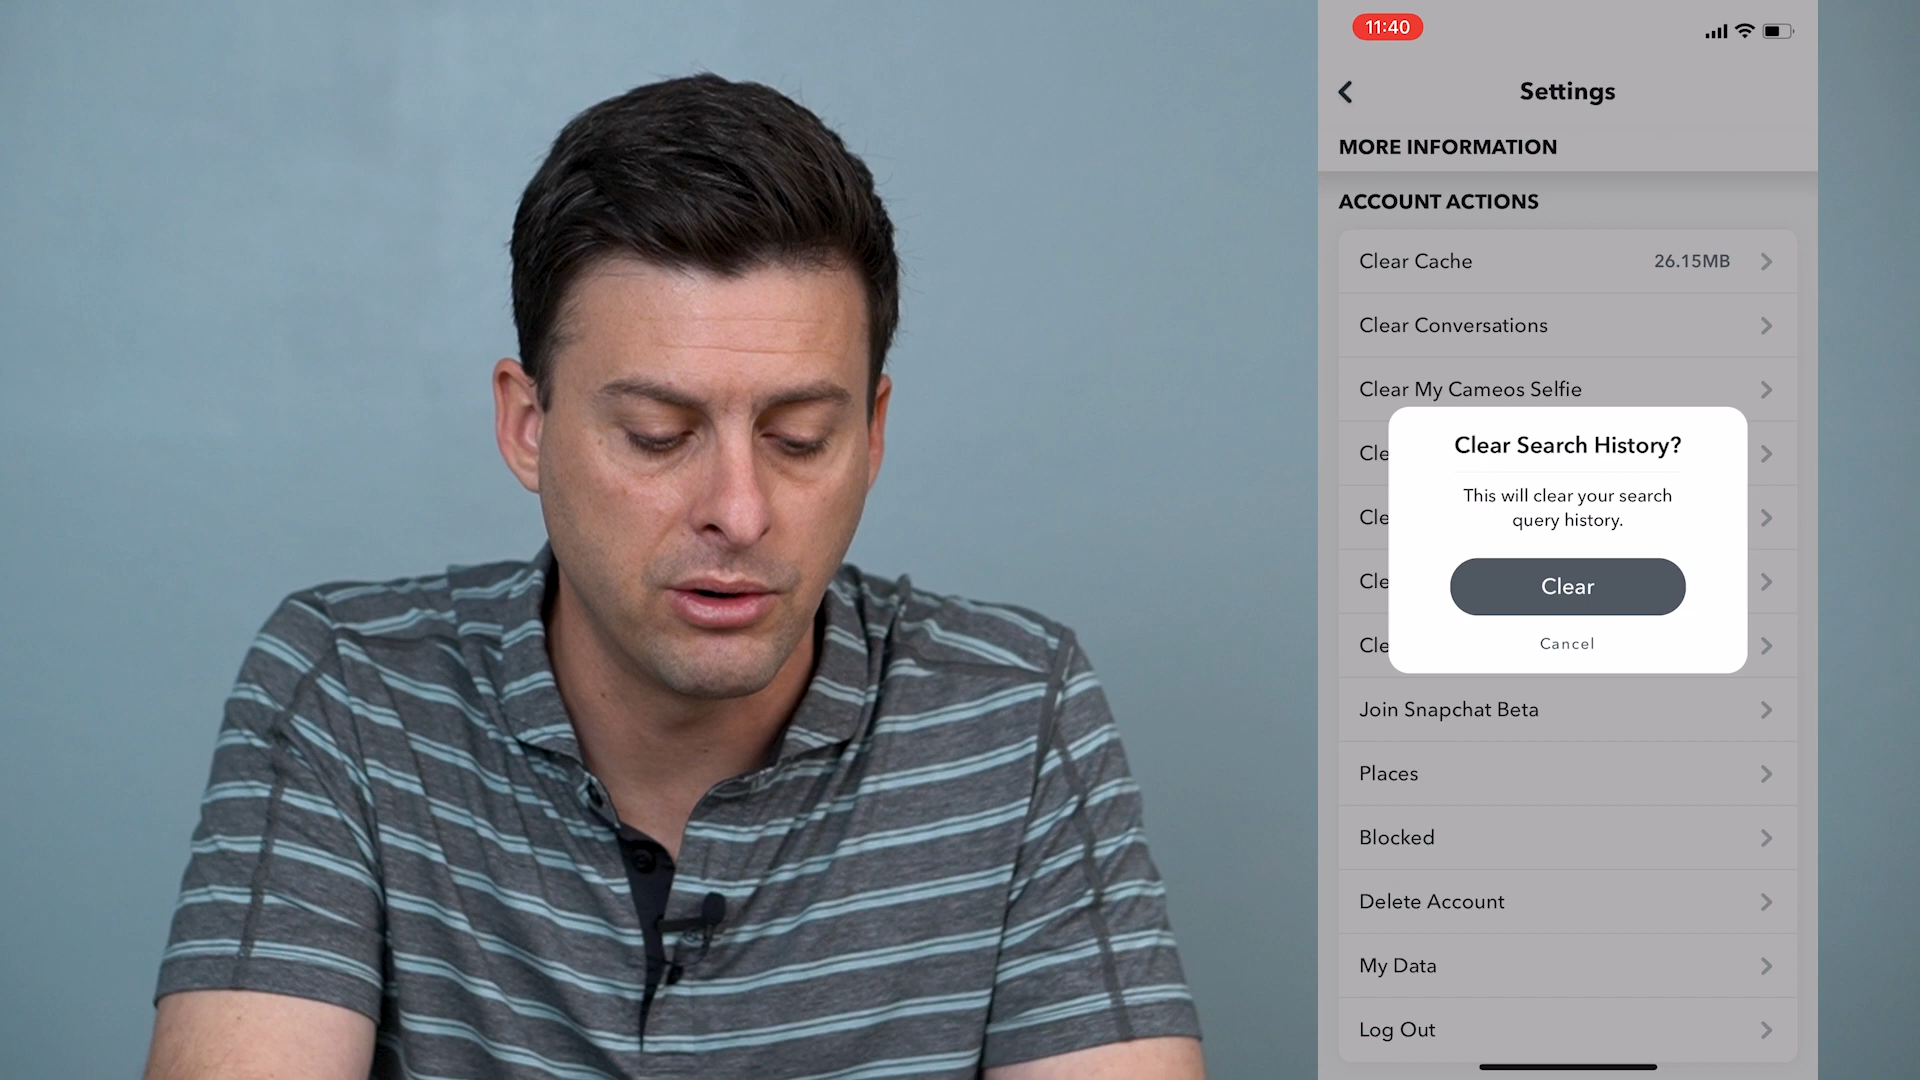 11:40
Settings
MORE INFORMATION
ACCOUNT ACTIONS
Clear Cache 26.15MB
Clear Conversations
Clear My Cameos Selfie
Cle
Clear Search History?
This will clear your search
query history.
Cle
Cle
Clear
Cle
Cancel
Join Snapchat Beta
Places
Blocked
Delete Account
My Data
Log Out